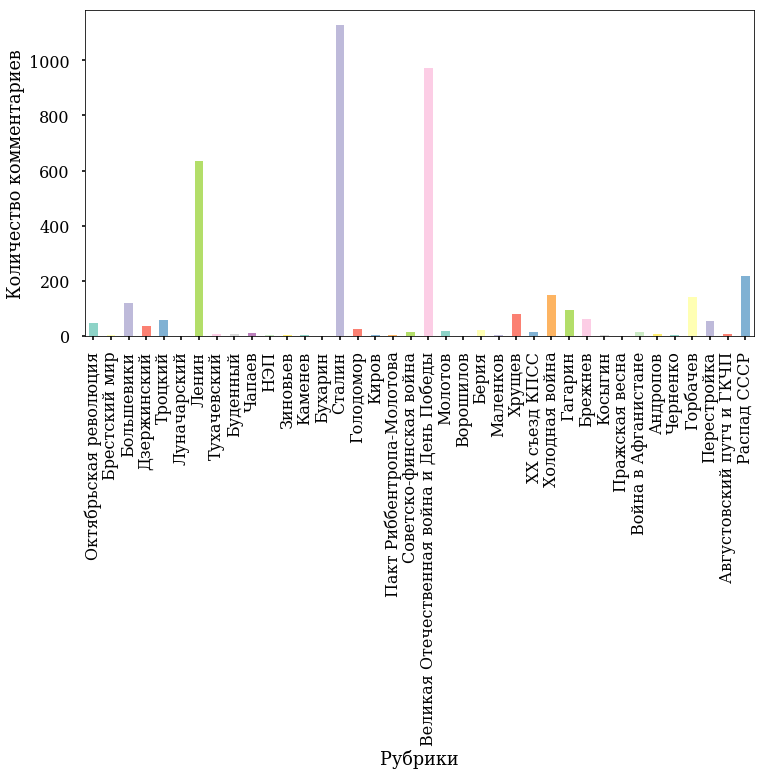 Количество комментариев
1000
800
600
400
200
0
Октябрьская революция
Брестский мир
Большевики
Дзержинский
Троцкий
Луначарский
Ленин
Тухачевский
Буденный
Чапаев
НЭП
Зиновьев
Каменев
Бухарин
Сталин
Голодомор
Киров
Пакт Риббентропа-Молотова
Советско-финская война
Великая Отечественная война и День Победы
Молотов
Ворошилов
Берия
Маленков
Хрущев
XX съезд КПСС
Холодная война
Гагарин
Брежнев
Косыгин
Пражская весна
Война в Афганистане
Андропов
Черненко
Горбачев
Перестройка
Августовский путч и ГКЧП
Распад СССР
Рубрики